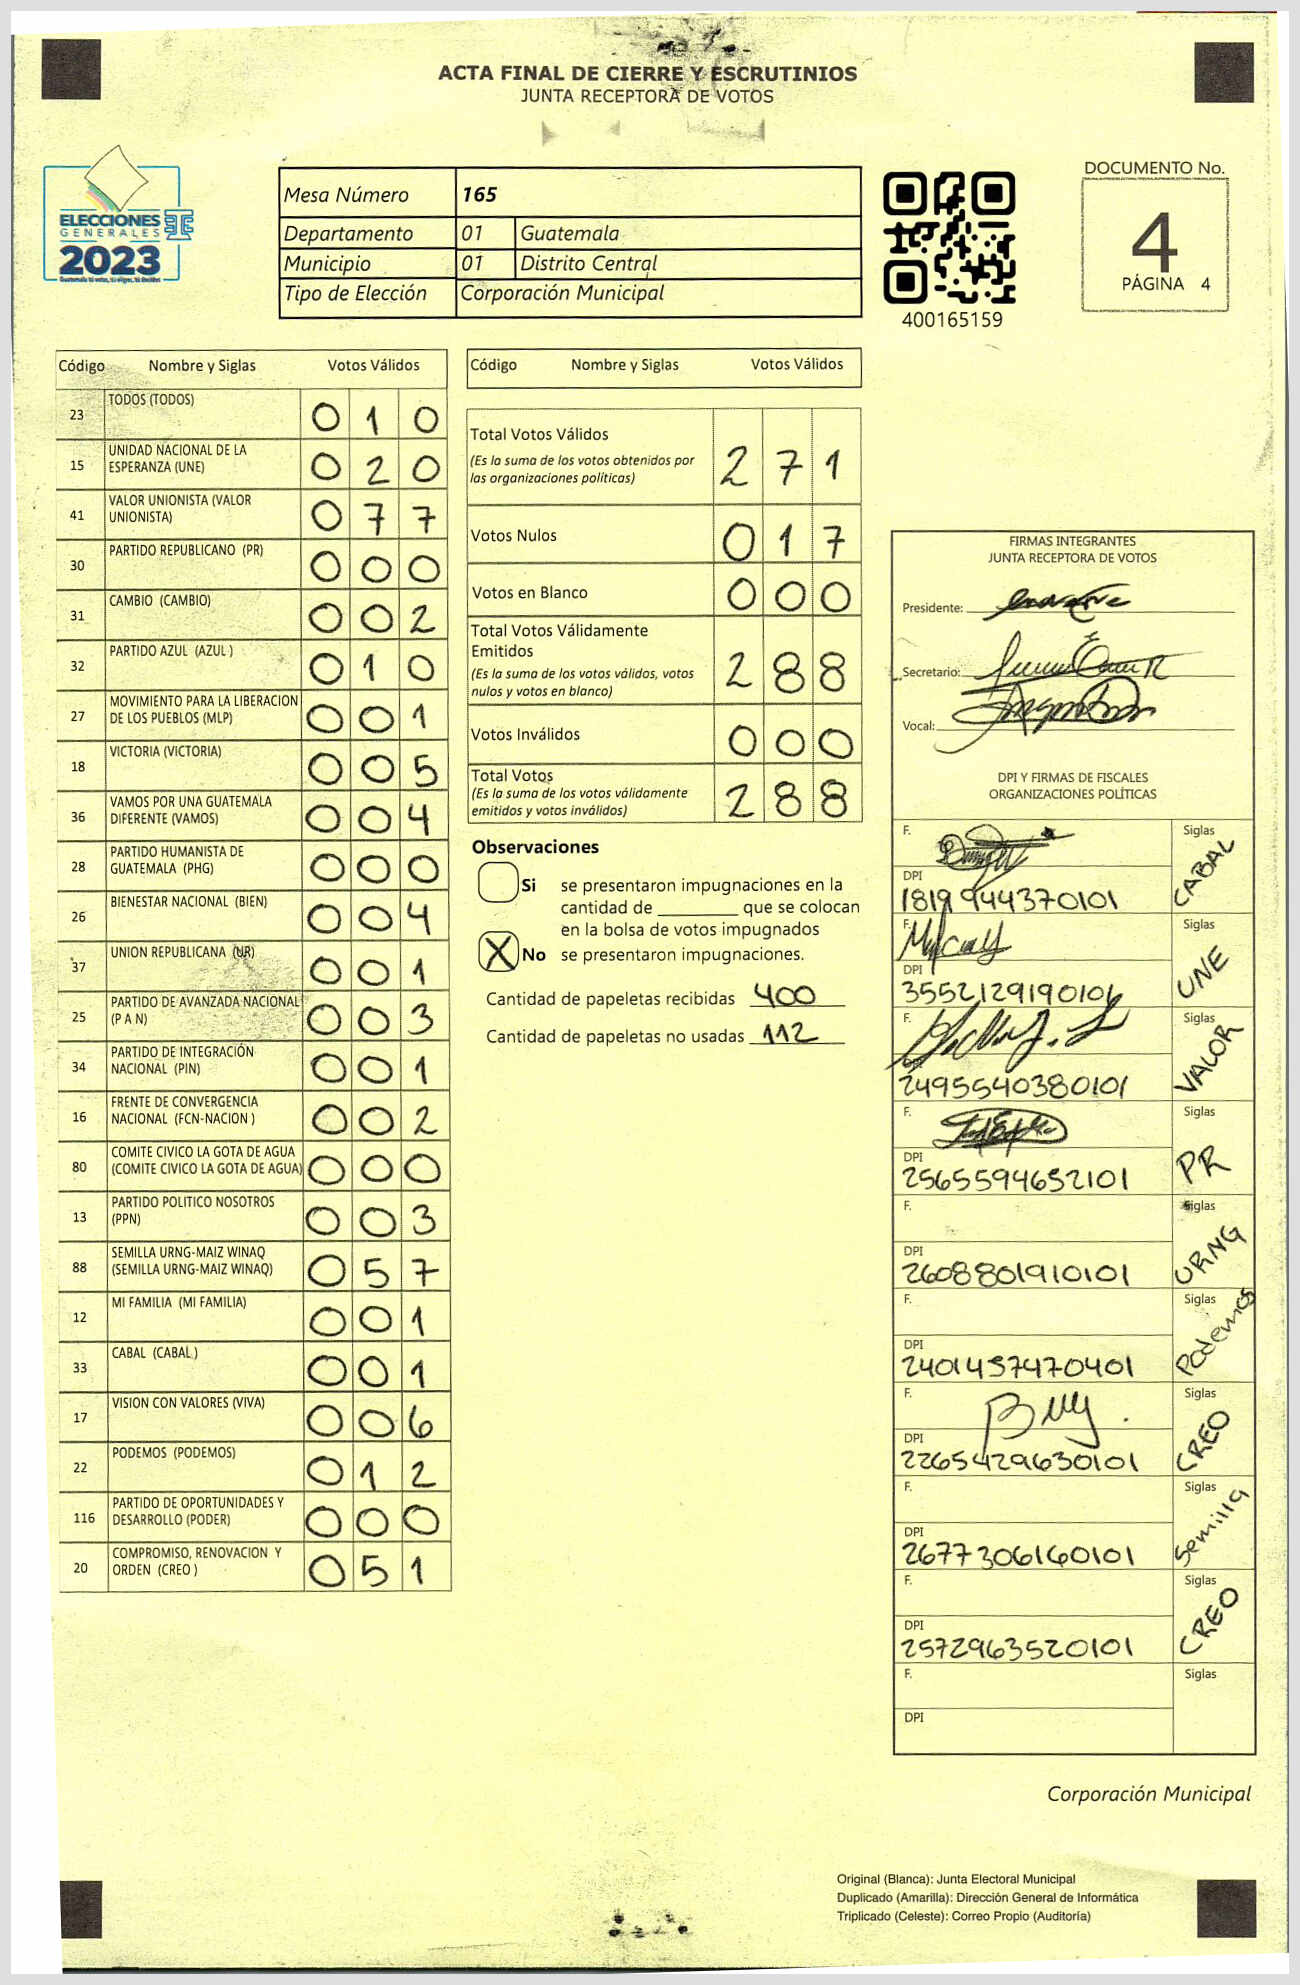 ACTA FINAL DE CIERRE Y ESCRUTINIOS
JUNTA RECEPTORA DE VOTOS
ELECCIONES
GENERALES
2023
Mesa Número 165
Departamento 01 Guatemala
Municipio 01 Distrito Central
Tipo de Elección Corporación Municipal
400165159
DOCUMENTO No.
4
PÁGINA 4
Código Nombre y Siglas Votos Válidos
23 TODOS (TODOS) 0 1 0
15 UNIDAD NACIONAL DE LA ESPERANZA (UNE) 0 2 0
41 VALOR UNIONISTA (VALOR UNIONISTA) 0 7 7
30 PARTIDO REPUBLICANO (PR) 0 0 0
31 CAMBIO (CAMBIO) 0 0 2
32 PARTIDO AZUL (AZUL ) 0 1 0
27 MOVIMIENTO PARA LA LIBERACION DE LOS PUEBLOS (MLP) 0 0 1
18 VICTORIA (VICTORIA) 0 0 5
36 VAMOS POR UNA GUATEMALA DIFERENTE (VAMOS) 0 0 4
28 PARTIDO HUMANISTA DE GUATEMALA (PHG) 0 0 0
26 BIENESTAR NACIONAL (BIEN) 0 0 4
37 UNION REPUBLICANA (UR) 0 0 1
25 PARTIDO DE AVANZADA NACIONAL (P A N) 0 0 3
34 PARTIDO DE INTEGRACIÓN NACIONAL (PIN) 0 0 1
16 FRENTE DE CONVERGENCIA NACIONAL (FCN-NACION ) 0 0 2
80 COMITE CIVICO LA GOTA DE AGUA (COMITE CIVICO LA GOTA DE AGUA) 0 0 0
13 PARTIDO POLITICO NOSOTROS (PPN) 0 0 3
88 SEMILLA URNG-MAIZ WINAQ (SEMILLA URNG-MAIZ WINAQ) 0 5 7
12 MI FAMILIA (MI FAMILIA) 0 0 1
33 CABAL (CABAL ) 0 0 1
17 VISION CON VALORES (VIVA) 0 0 6
22 PODEMOS (PODEMOS) 0 1 2
116 PARTIDO DE OPORTUNIDADES Y DESARROLLO (PODER) 0 0 0
20 COMPROMISO, RENOVACION Y ORDEN (CREO ) 0 5 1
Código Nombre y Siglas Votos Válidos
Total Votos Válidos 2 7 1
(Es la suma de los votos obtenidos por
las organizaciones políticas)
Votos Nulos 0 1 7
Votos en Blanco 0 0 0
Total Votos Válidamente
Emitidos 2 8 8
(Es la suma de los votos válidos, votos
nulos y votos en blanco)
Votos Inválidos 0 0 0
Total Votos 2 8 8
(Es la suma de los votos válidamente
emitidos y votos inválidos)
Observaciones
Si se presentaron impugnaciones en la
cantidad de ________ que se colocan
en la bolsa de votos impugnados
X No se presentaron impugnaciones.
Cantidad de papeletas recibidas 400
Cantidad de papeletas no usadas 112
FIRMAS INTEGRANTES
JUNTA RECEPTORA DE VOTOS
Presidente:
Secretario:
Vocal:
DPI Y FIRMAS DE FISCALES
ORGANIZACIONES POLÍTICAS
F. Siglas CABAL
DPI
1819944370101
F. Siglas UNE
DPI
3552129190101
F. Siglas VALOR
2495540380101
F. Siglas PR
DPI
2565594652101
F. Siglas URNG
DPI
2608801910101
F. Siglas Podemos
DPI
2401457470401
F. Siglas CREO
DPI
2265429630101
F. Siglas Semilla
DPI
2677306160101
F. Siglas CREO
DPI
2572963520101
F. Siglas
DPI
Corporación Municipal
Original (Blanca): Junta Electoral Municipal
Duplicado (Amarilla): Dirección General de Informática
Triplicado (Celeste): Correo Propio (Auditoría)